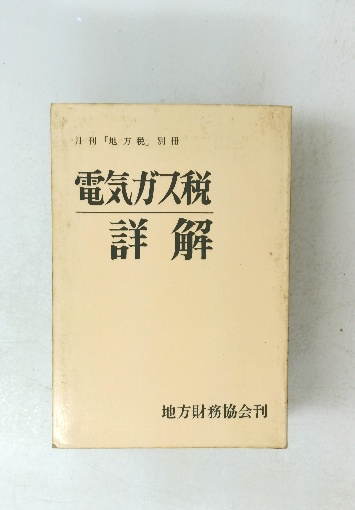 月刊「地方税」別冊
電気ガス税
詳解
地方財務協会刊